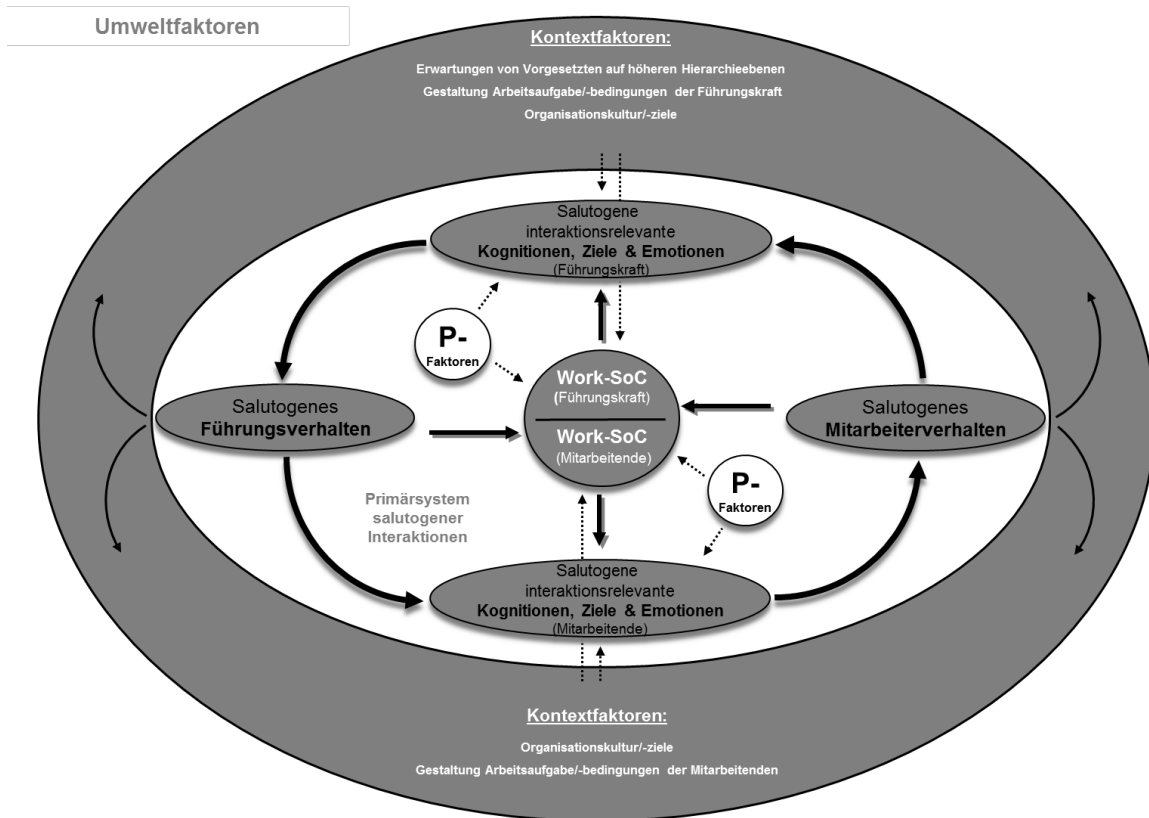 Umweltfaktoren
Kontextfaktoren:
Erwartungen von Vorgesetzten auf höheren Hierarchieebenen
Gestaltung Arbeitsaufgabe/-bedingungen der Führungskraft
Organisationskultur/-ziele
Salutogene
interaktionsrelevante
Kognitionen, Ziele & Emotionen
(Führungskraft)
P-
Faktoren
Work-SoC
(Führungskraft)
Work-SoC
(Mitarbeitende)
Salutogenes
Führungsverhalten
Salutogenes
Mitarbeiterverhalten
P-
Faktoren
Primärsystem
salutogener
Interaktionen
Salutogene
interaktionsrelevante
Kognitionen, Ziele & Emotionen
(Mitarbeitende)
Kontextfaktoren:
Organisationskultur/-ziele
Gestaltung Arbeitsaufgabe/-bedingungen der Mitarbeitenden